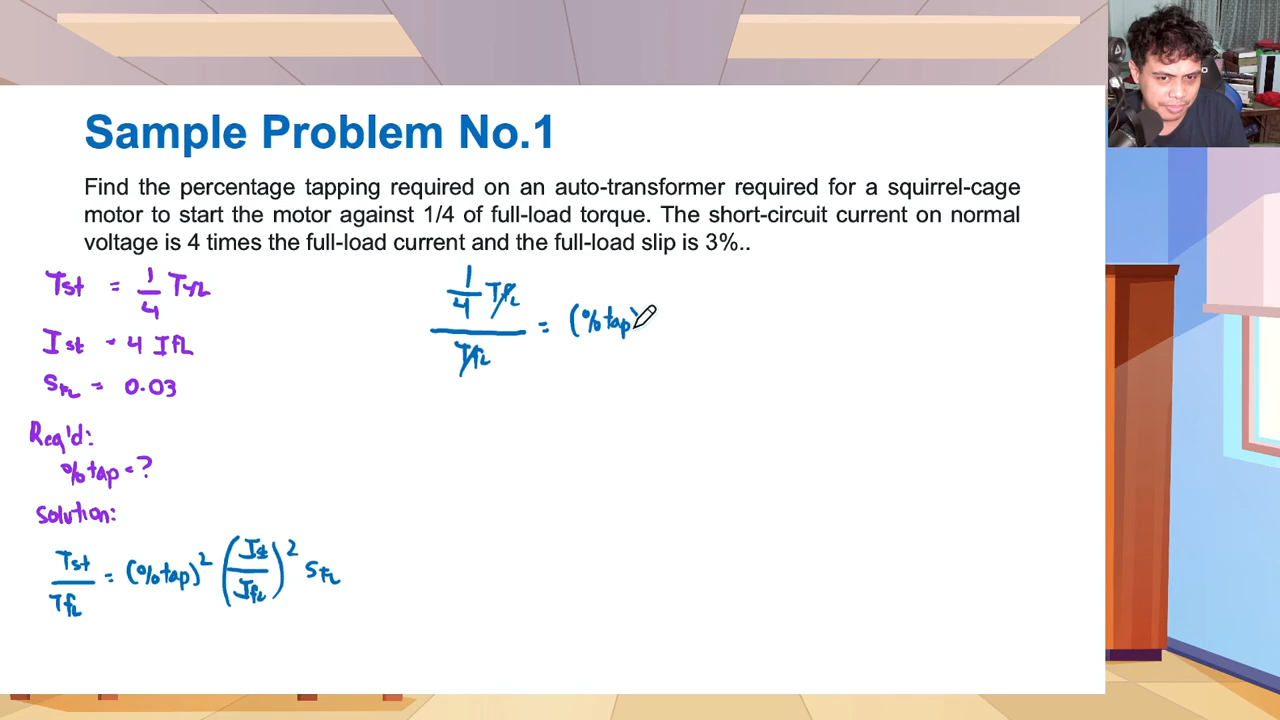 Sample Problem No.1
Find the percentage tapping required on an auto-transformer required for a squirrel-cage
motor to start the motor against 1/4 of full-load torque. The short-circuit current on normal
voltage is 4 times the full-load current and the full-load slip is 3%..
Tst = 1/4 TFL
Ist = 4 IfL
SFL = 0.03
Req'd:
%tap = ?
Solution:
Tst/TfL = (%tap)² (Ist/IfL)² SFL
1/4 TfL / TfL = (%tap)